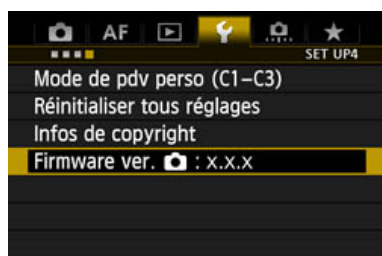 AF
SET UP4
Mode de pdv perso (C1–C3)
Réinitialiser tous réglages
Infos de copyright
Firmware ver. : x.x.x